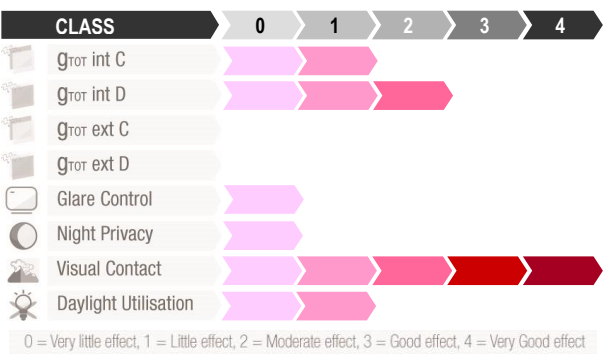 CLASS 0 1 2 3 4
gTOT int C
gTOT int D
gTOT ext C
gTOT ext D
Glare Control
Night Privacy
Visual Contact
Daylight Utilisation
0 = Very little effect, 1 = Little effect, 2 = Moderate effect, 3 = Good effect, 4 = Very Good effect